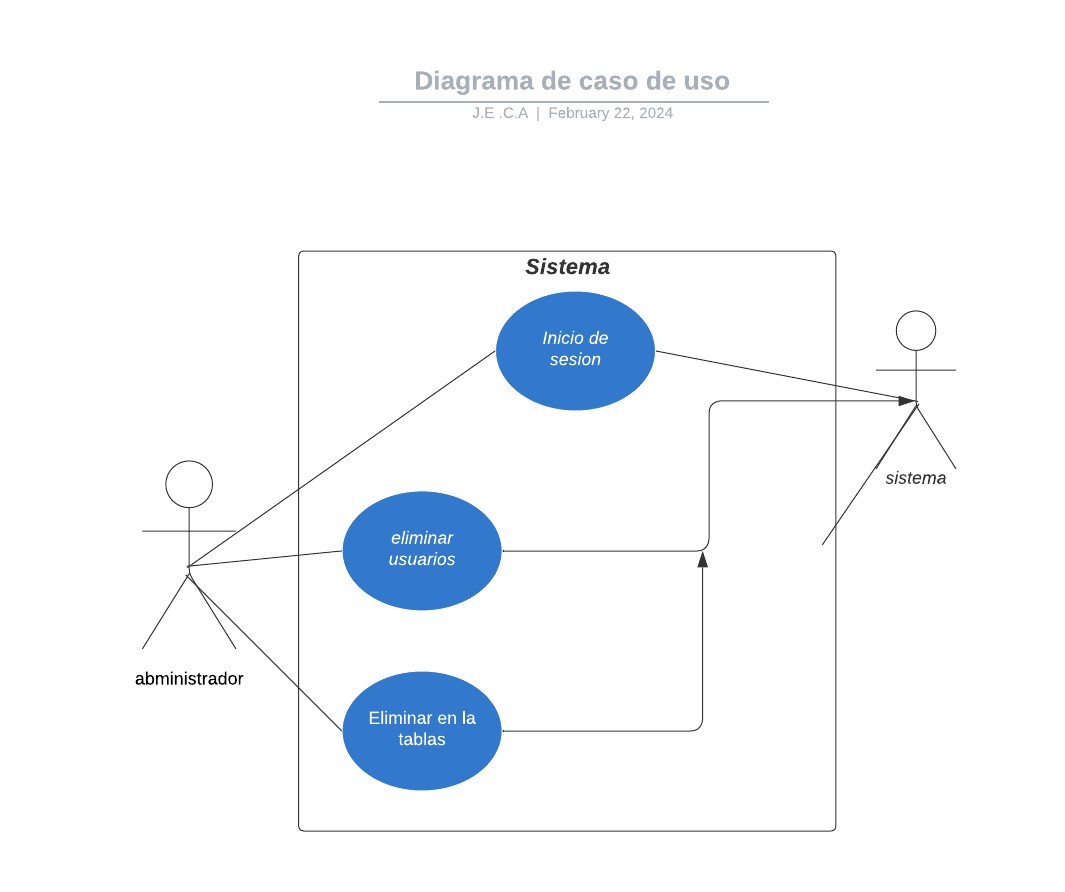 Diagrama de caso de uso
J.E .C.A | February 22, 2024
Sistema
Inicio de
sesion
sistema
eliminar
usuarios
abministrador
Eliminar en la
tablas